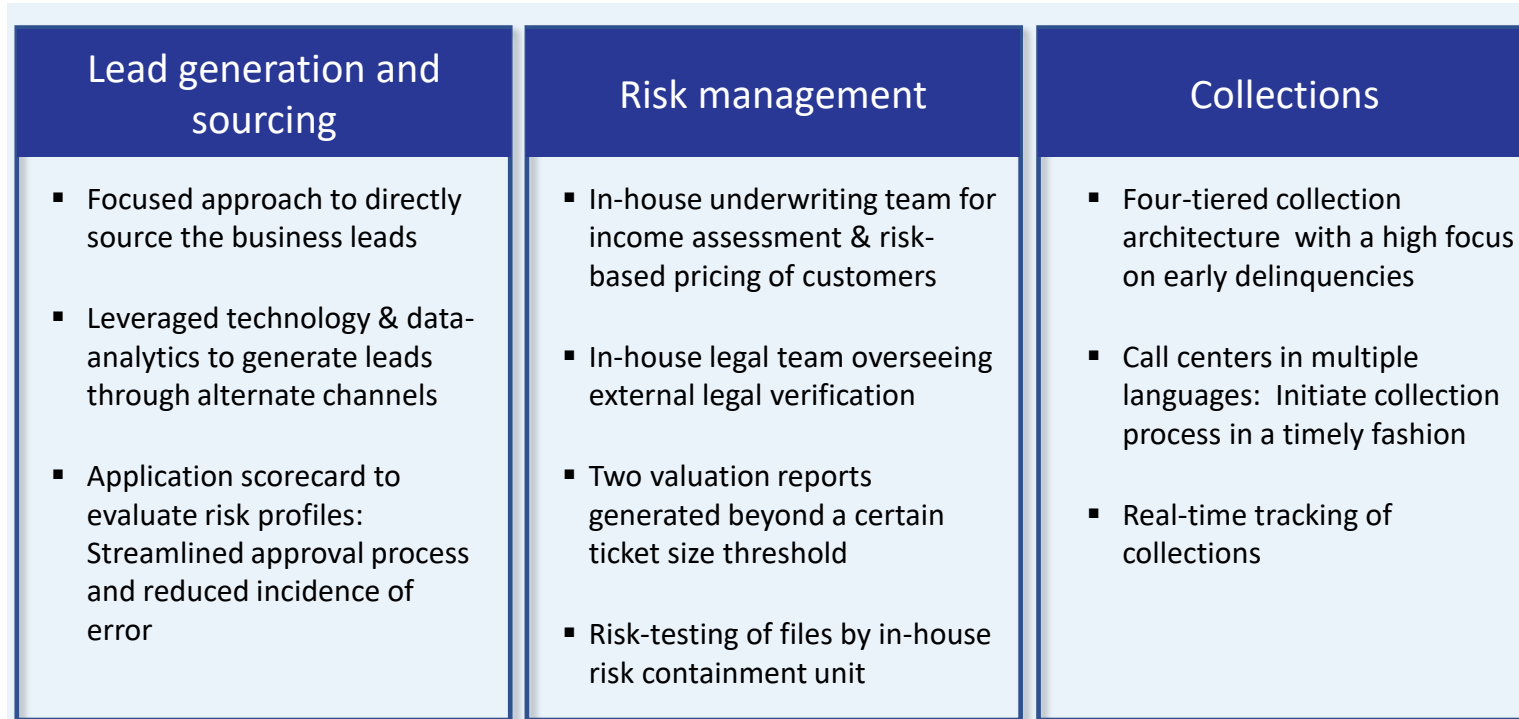 Lead generation and
sourcing
▪ Focused approach to directly
source the business leads
▪ Leveraged technology & data-
analytics to generate leads
through alternate channels
▪ Application scorecard to
evaluate risk profiles:
Streamlined approval process
and reduced incidence of
error
Risk management
▪ In-house underwriting team for
income assessment & risk-
based pricing of customers
▪ In-house legal team overseeing
external legal verification
▪ Two valuation reports
generated beyond a certain
ticket size threshold
▪ Risk-testing of files by in-house
risk containment unit
Collections
▪ Four-tiered collection
architecture  with a high focus
on early delinquencies
▪ Call centers in multiple
languages:  Initiate collection
process in a timely fashion
▪ Real-time tracking of
collections